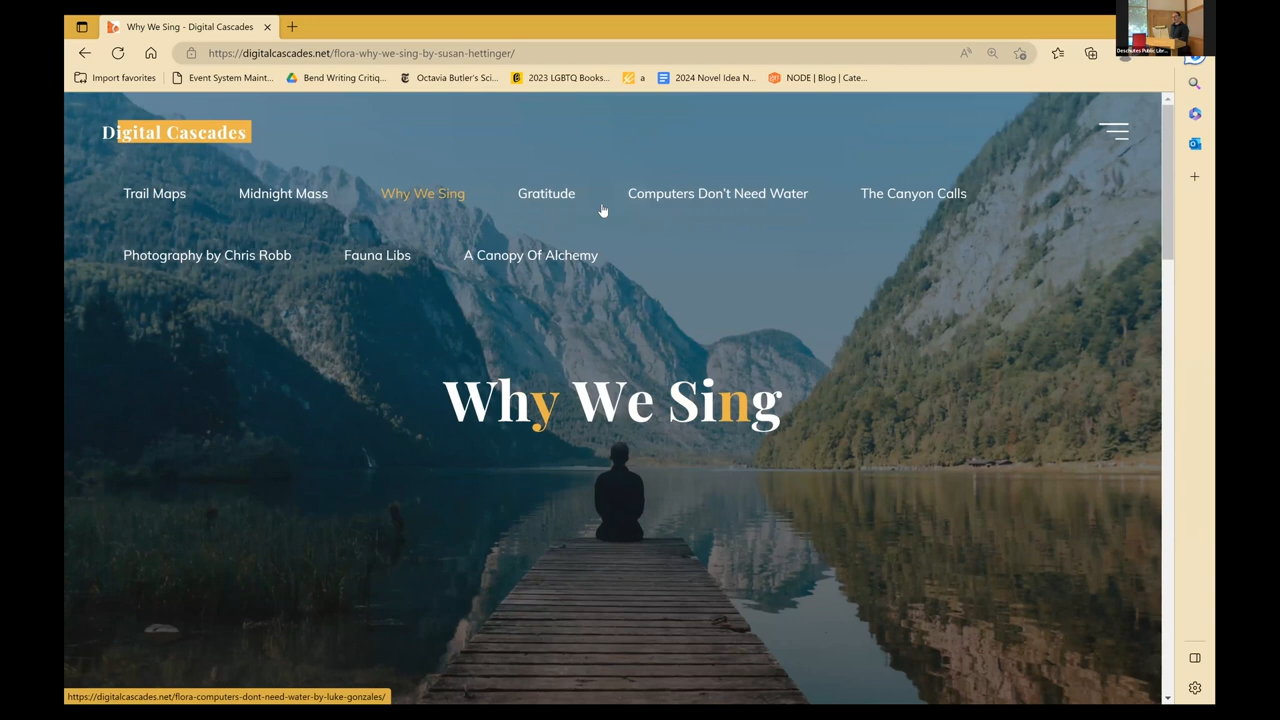 Why We Sing - Digital Cascades
https://digitalcascades.net/flora-why-we-sing-by-susan-hettinger/
Import favorites Event System Maint... Bend Writing Critiq... Octavia Butler's Sci... 2023 LGBTQ Books... a 2024 Novel Idea N... NODE | Blog | Cate...
Deschutes Public Libr...
Digital Cascades
Trail Maps Midnight Mass Why We Sing Gratitude Computers Don't Need Water The Canyon Calls
Photography by Chris Robb Fauna Libs A Canopy Of Alchemy
Why We Sing
https://digitalcascades.net/flora-computers-dont-need-water-by-luke-gonzales/